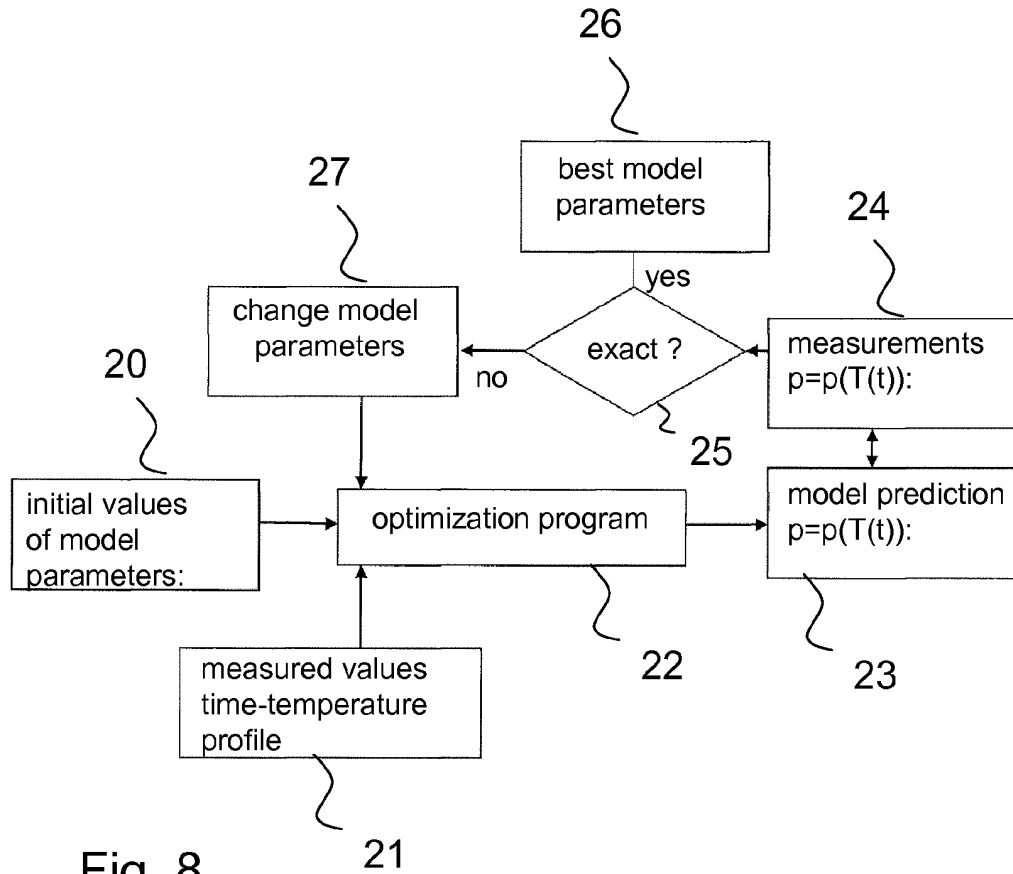 26
best model
parameters
27
24
yes
change model
parameters
exact ?
measurements
p=p(T(t)):
no
20
25
initial values
of model
parameters:
optimization program
model prediction
p=p(T(t)):
22
23
measured values
time-temperature
profile
21
Fig. 8